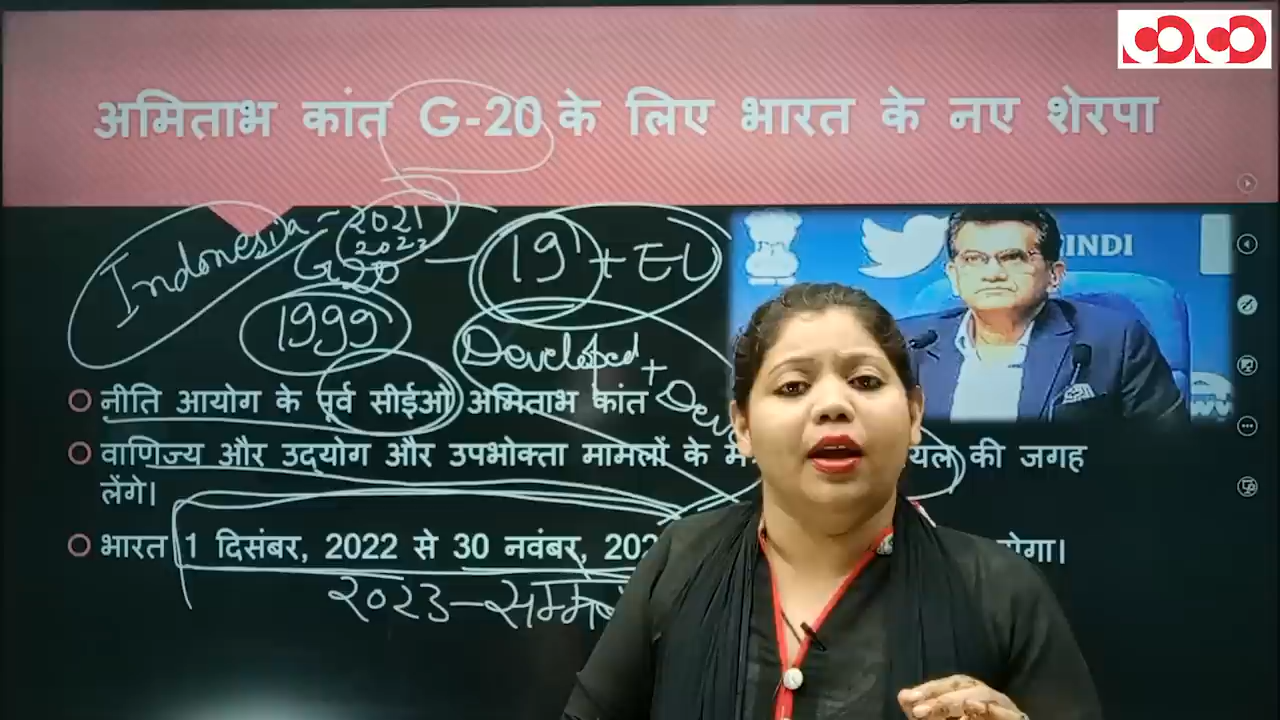 अमिताभ कांत G-20 के लिए भारत के नए शेरपा
Indonesia - 2021
2022
G20 - 19 + EU
1999
Developed +
HINDI
नीति आयोग के पूर्व सीईओ अमिताभ कांत
वाणिज्य और उद्योग और उपभोक्ता मामलों के की जगह
लेंगे।
भारत 1 दिसंबर, 2022 से 30 नवंबर, होगा।
2023 -